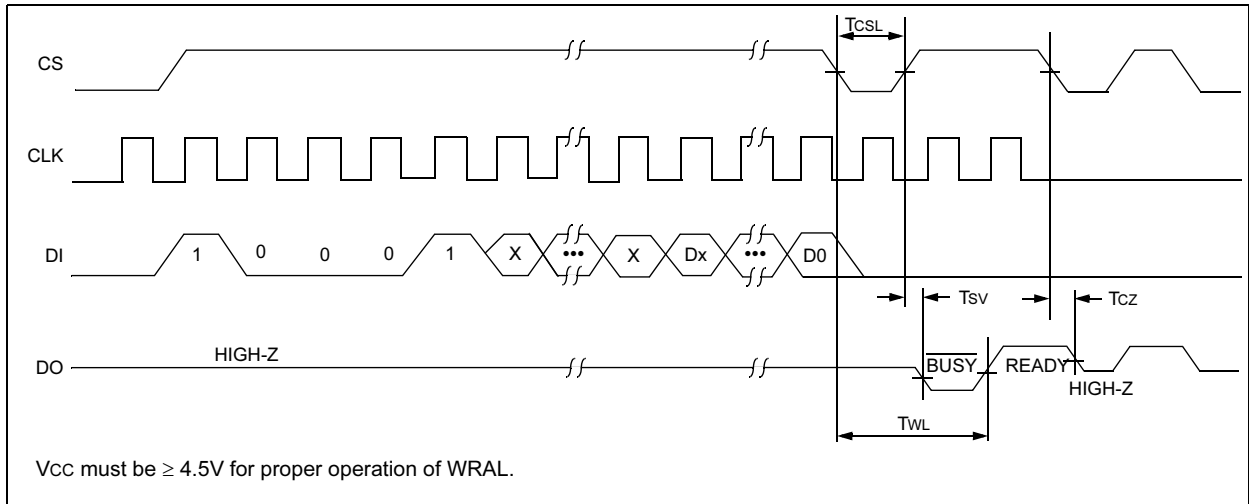 TCSL
CS
CLK
DI 1 0 0 0 1 X ••• X Dx ••• D0
TSV TCZ
HIGH-Z
DO BUSY READY
HIGH-Z
TWL
VCC must be ≥ 4.5V for proper operation of WRAL.